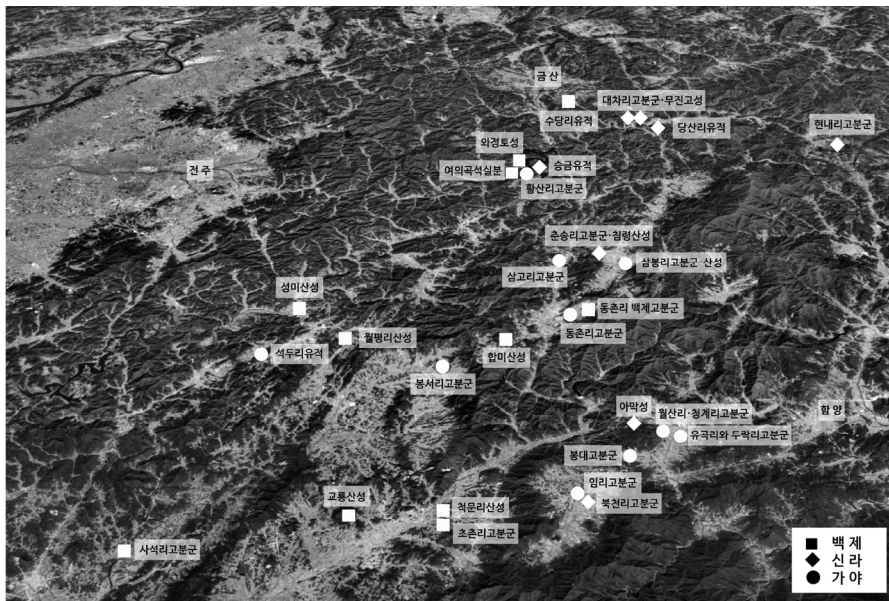 금 산
대차리고분군·무진고성
수당리유적
당산리유적
현내리고분군
와정토성
전 주
여의곡석실분
승금유적
황산리고분군
춘송리고분군·침령산성
삼고리고분군
삼봉리고분군·산성
성미산성
동촌리 백제고분군
동촌리고분군
월평리산성
합미산성
석두리유적
봉서리고분군
아막성
월산리·청계리고분군
함 양
유곡리와 두락리고분군
봉대고분군
임리고분군
교룡산성
척문리산성
북천리고분군
초촌리고분군
사석리고분군
백 제
신 라
가 야